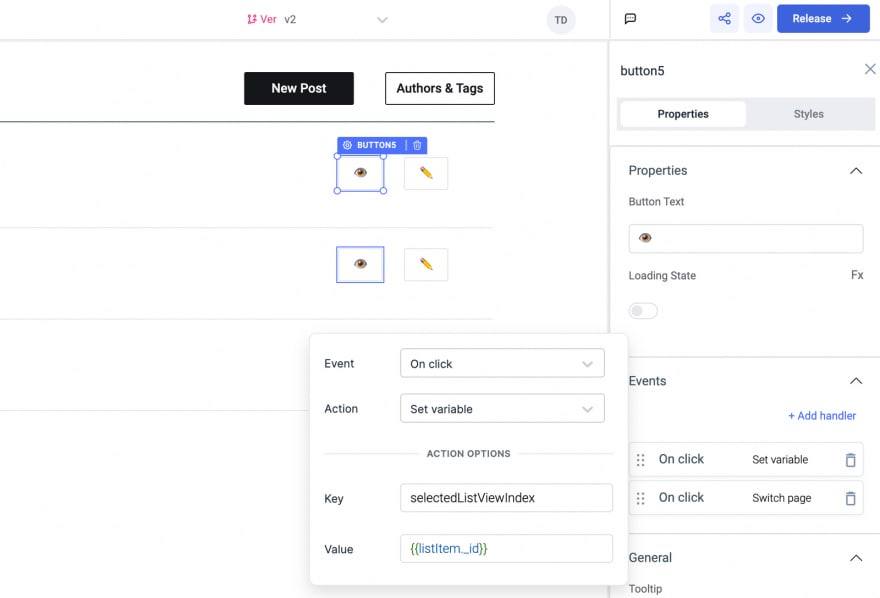 Ver v2
TD
Release
button5
New Post
Authors & Tags
Properties
Styles
BUTTON5
Properties
Button Text
Loading State
Fx
Event
On click
Action
Set variable
ACTION OPTIONS
Key
selectedListViewIndex
Value
{{listItem._id}}
Events
+ Add handler
On click
Set variable
On click
Switch page
General
Tooltip